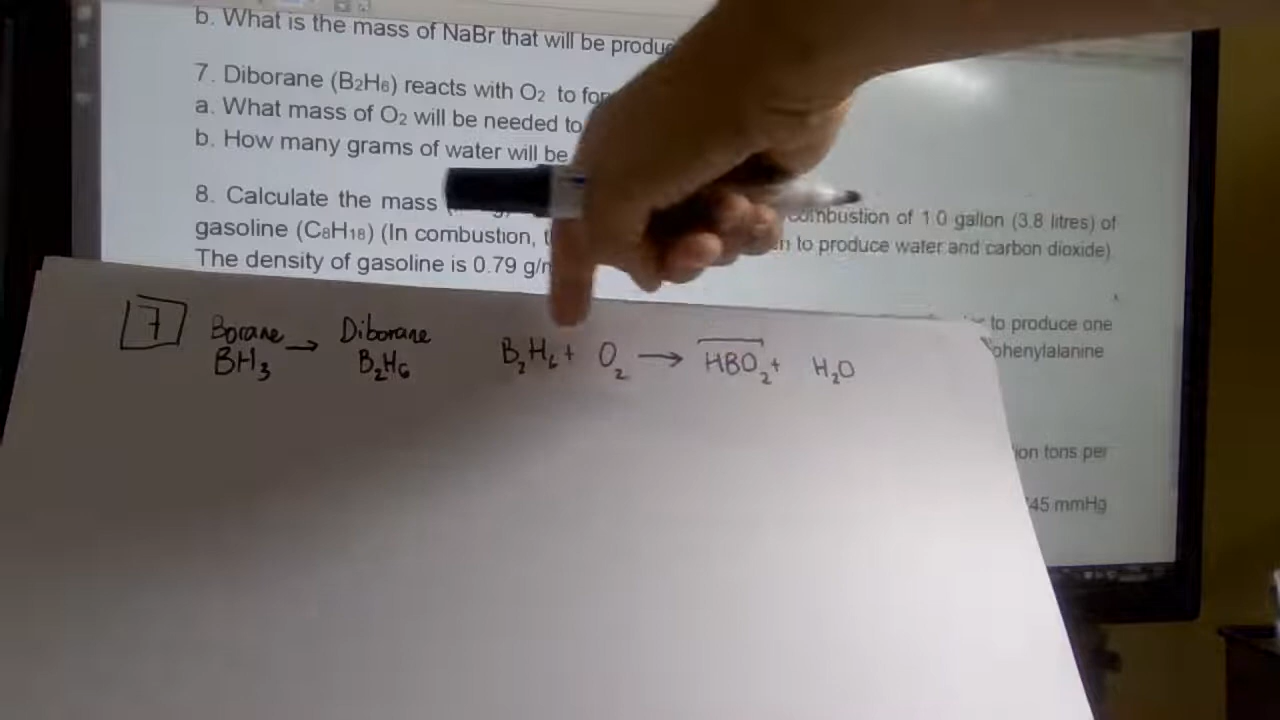 b. What is the mass of NaBr that will be
7. Diborane (B2H6) reacts with O2 to
a. What mass of O2 will be needed to
b. How many grams of water will be
8. Calculate the mass combustion of 1.0 gallon (3.8 litres) of
gasoline (C8H18) (In combustion, to produce water and carbon dioxide)
The density of gasoline is 0.79
to produce one
phenylalanine
tons per
45 mmHg
7 Borane → Diborane
BH3 B2H6 B2H6 + O2 → HBO2 + H2O